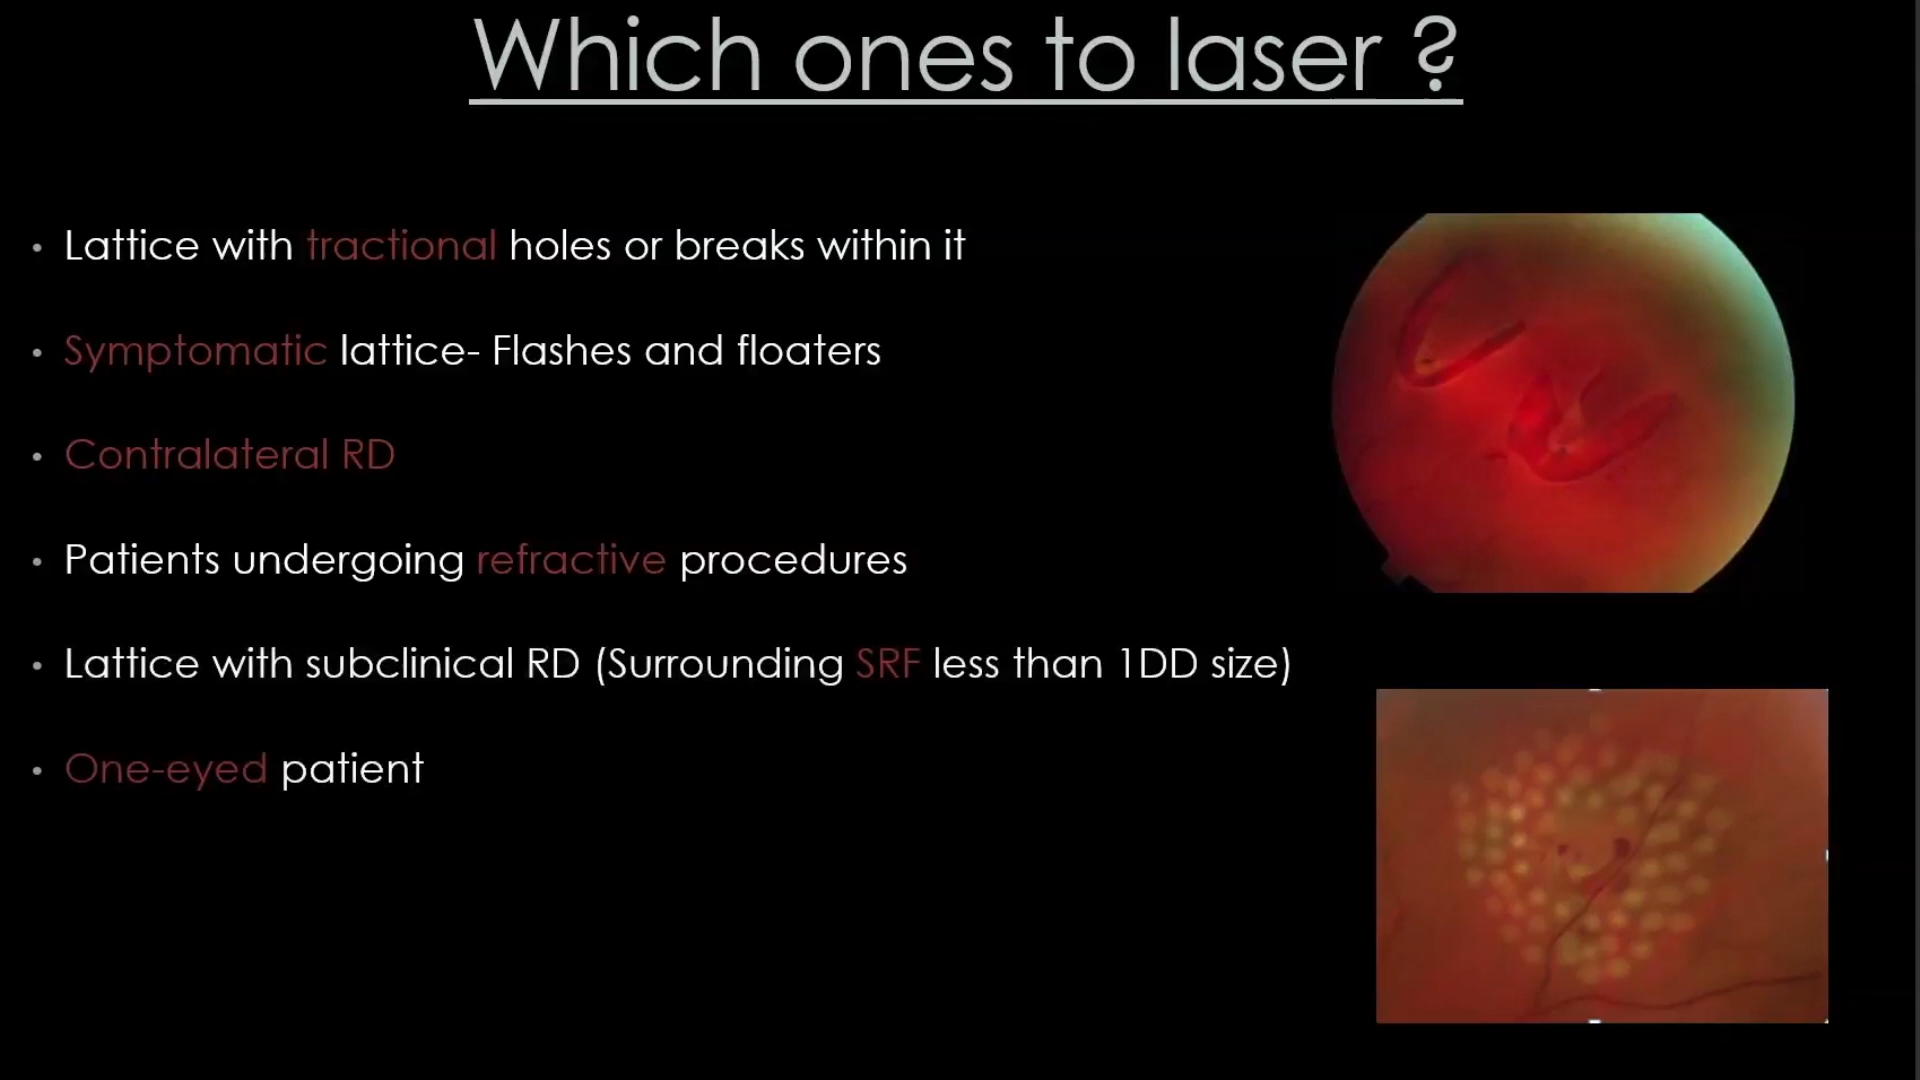 Which ones to laser ?
• Lattice with tractional holes or breaks within it
• Symptomatic lattice- Flashes and floaters
• Contralateral RD
• Patients undergoing refractive procedures
• Lattice with subclinical RD (Surrounding SRF less than 1DD size)
• One-eyed patient